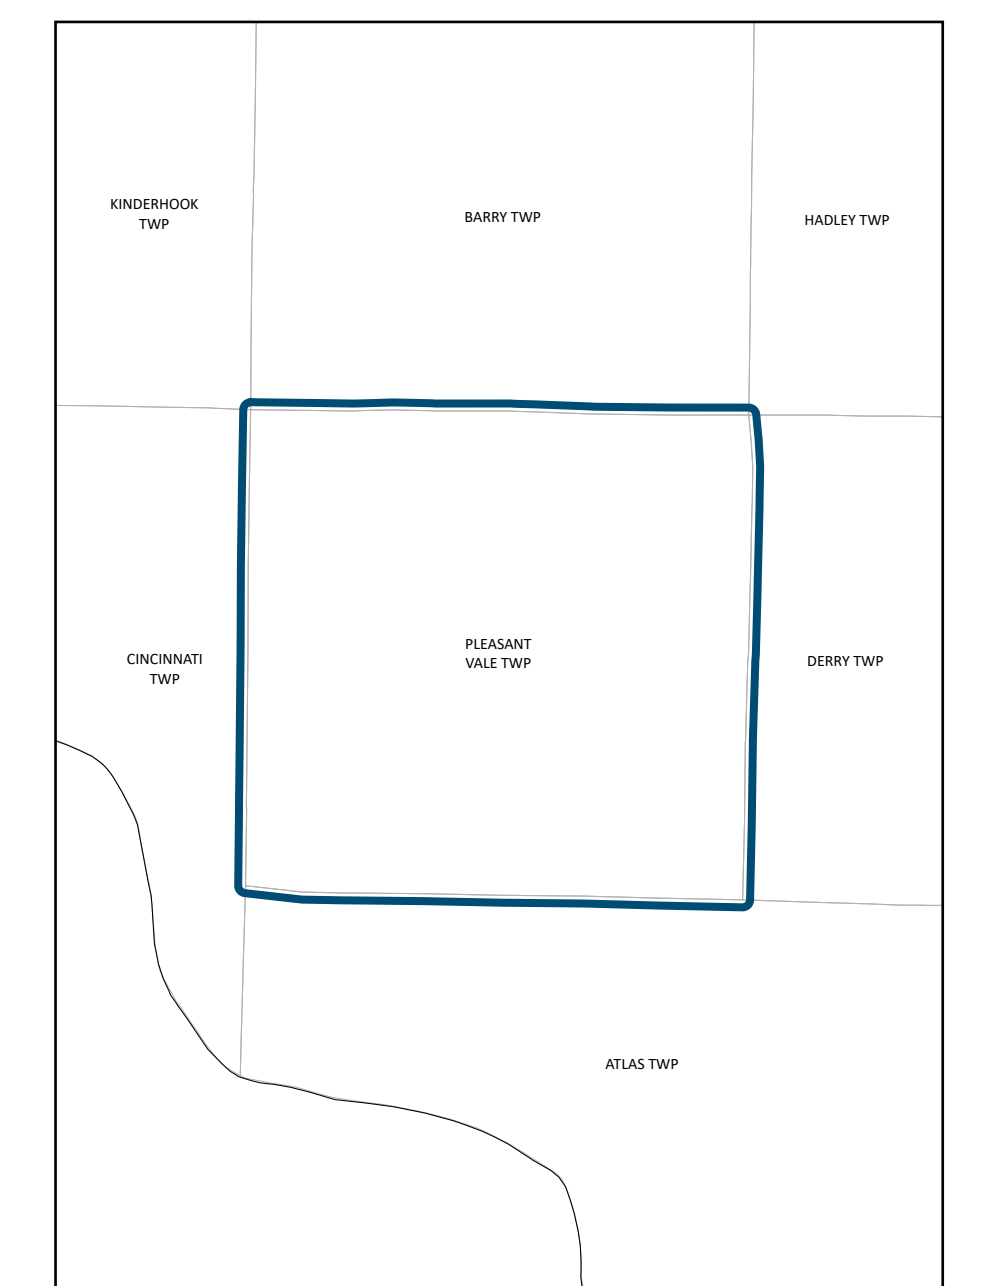 KINDERHOOK
TWP
BARRY TWP
HADLEY TWP
CINCINNATI
TWP
PLEASANT
VALE TWP
DERRY TWP
ATLAS TWP